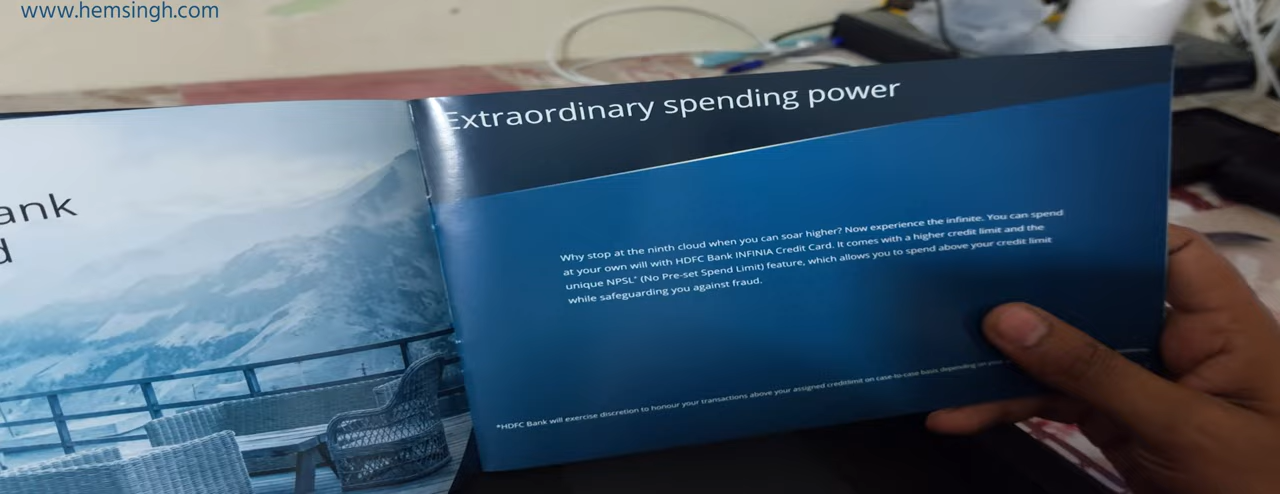 www.hemsingh.com
ank
d
Extraordinary spending power
Why stop at the ninth cloud when you can soar higher? Now experience the infinite. You can spend
at your own will with HDFC Bank INFINIA Credit Card. It comes with a higher credit limit and the
unique NPSL* (No Pre-set Spend Limit) feature, which allows you to spend above your credit limit
while safeguarding you against fraud.
*HDFC Bank will exercise discretion to honour your transactions above your assigned creditlimit on case-to-case basis depending on